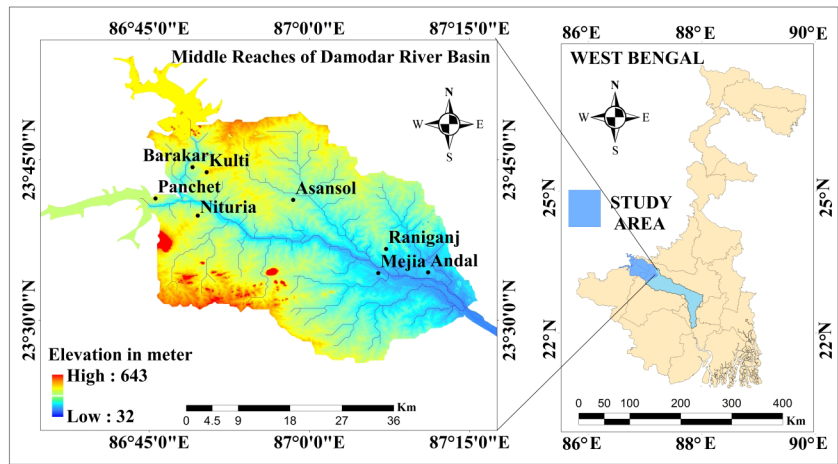 86°45'0"E 87°0'0"E 87°15'0"E
Middle Reaches of Damodar River Basin
N
W E
S
23°45'0"N
23°30'0"N
Barakar
Kulti
Panchet
Nituria
Asansol
Raniganj
Mejia
Andal
23°45'0"N
23°30'0"N
Elevation in meter
High : 643
Low : 32
Km
0 4.5 9 18 27 36
86°45'0"E 87°0'0"E 87°15'0"E
86°E 88°E 90°E
WEST BENGAL
N
W E
S
25°N
22°N
STUDY
AREA
25°N
22°N
Km
0 50 100 200 300 400
86°E 88°E 90°E